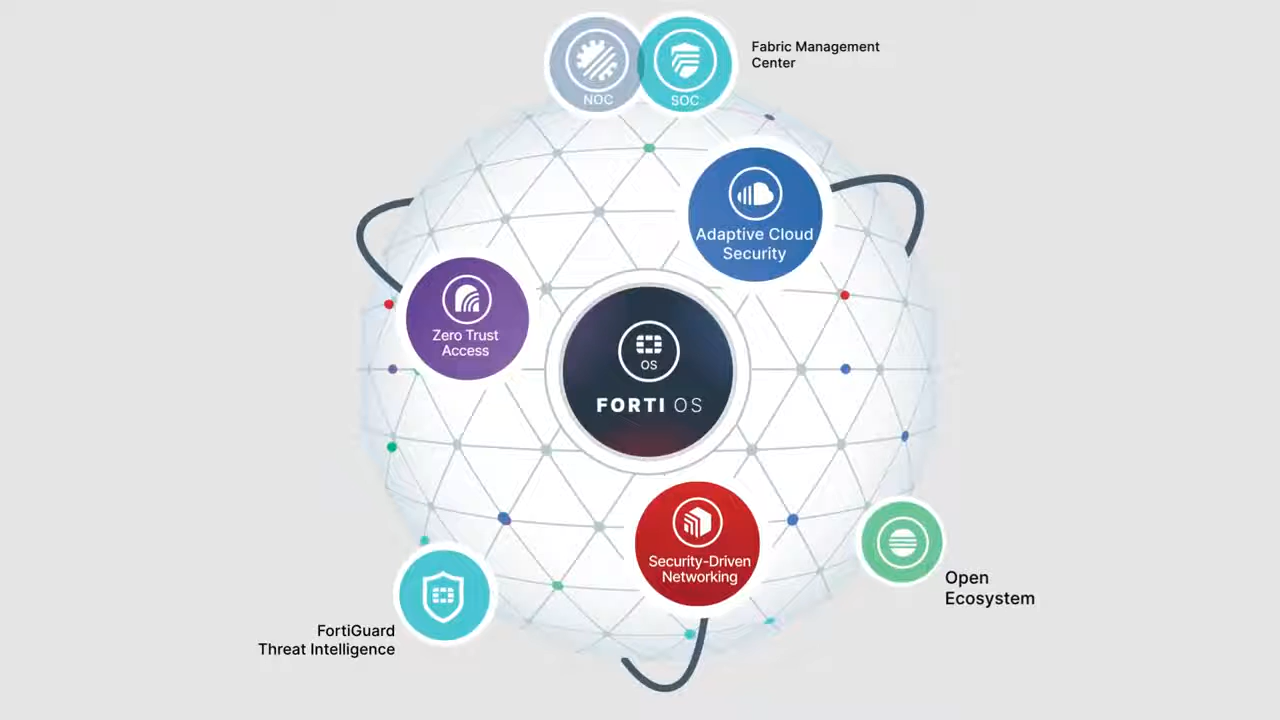 NOC
SOC
Fabric Management
Center
Adaptive Cloud
Security
Zero Trust
Access
OS
FORTI OS
Security-Driven
Networking
Open
Ecosystem
FortiGuard
Threat Intelligence